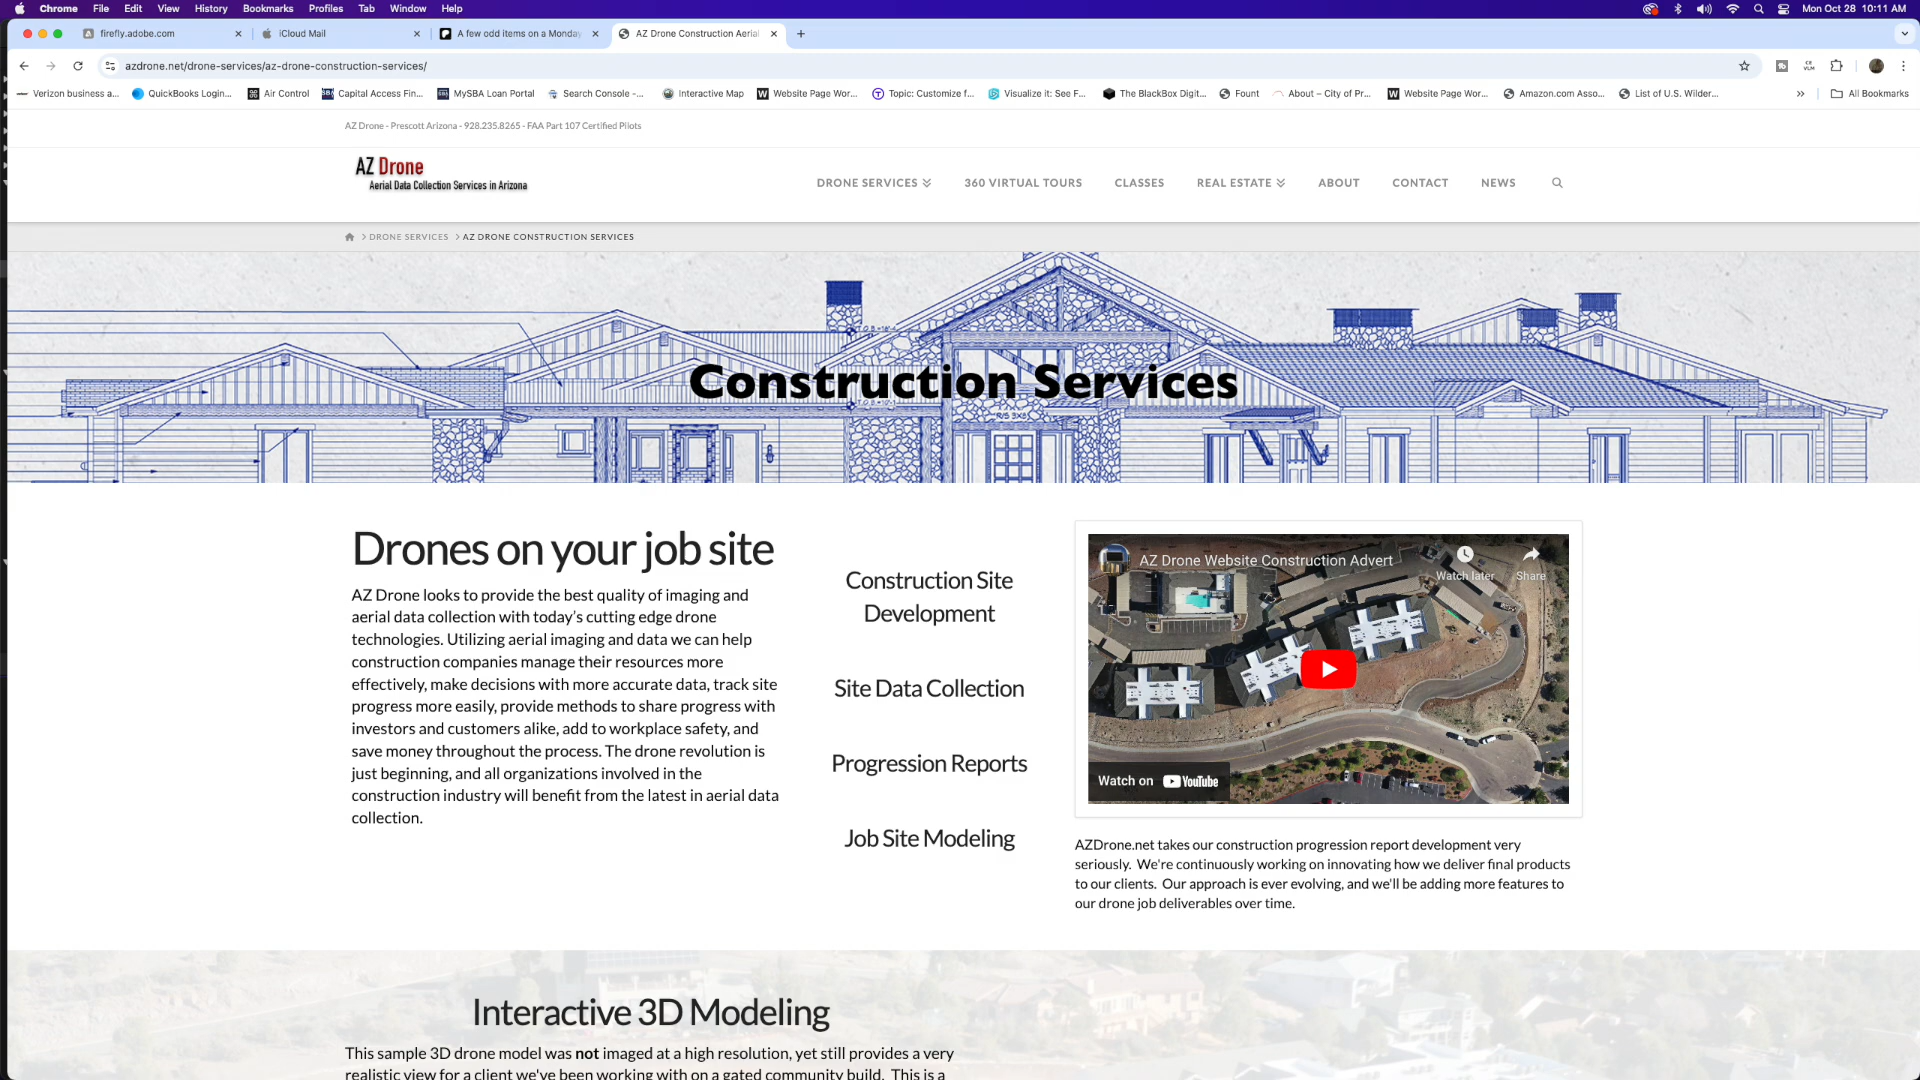 Chrome File Edit View History Bookmarks Profiles Tab Window Help Mon Oct 28 10:11 AM
firefly.adobe.com iCloud Mail A few odd items on a Monday AZ Drone Construction Aerial
azdrone.net/drone-services/az-drone-construction-services/
Verizon business a... QuickBooks Login... Air Control Capital Access Fin... MySBA Loan Portal Search Console -... Interactive Map Website Page Wor... Topic: Customize f... Visualize it: See F... The BlackBox Digit... Fount About – City of Pr... Website Page Wor... Amazon.com Asso... List of U.S. Wilder... All Bookmarks
AZ Drone - Prescott Arizona - 928.235.8265 - FAA Part 107 Certified Pilots
AZ Drone
Aerial Data Collection Services in Arizona
DRONE SERVICES 360 VIRTUAL TOURS CLASSES REAL ESTATE ABOUT CONTACT NEWS
DRONE SERVICES AZ DRONE CONSTRUCTION SERVICES
Construction Services
Drones on your job site
AZ Drone looks to provide the best quality of imaging and
aerial data collection with today's cutting edge drone
technologies. Utilizing aerial imaging and data we can help
construction companies manage their resources more
effectively, make decisions with more accurate data, track site
progress more easily, provide methods to share progress with
investors and customers alike, add to workplace safety, and
save money throughout the process. The drone revolution is
just beginning, and all organizations involved in the
construction industry will benefit from the latest in aerial data
collection.
Construction Site
Development
Site Data Collection
Progression Reports
Job Site Modeling
AZ Drone Website Construction Advert
Watch later Share
Watch on YouTube
AZDrone.net takes our construction progression report development very
seriously. We're continuously working on innovating how we deliver final products
to our clients. Our approach is ever evolving, and we'll be adding more features to
our drone job deliverables over time.
Interactive 3D Modeling
This sample 3D drone model was not imaged at a high resolution, yet still provides a very
realistic view for a client we've been working with on a gated community build. This is a